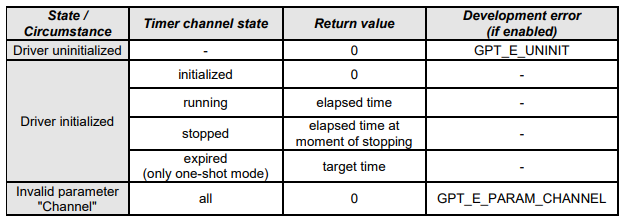 State / Circumstance	Timer channel state	Return value	Development error (if enabled)
Driver uninitialized	-	0	GPT_E_UNINIT
Driver initialized	initialized	0	-
running	elapsed time	-
stopped	elapsed time at moment of stopping	-
expired (only one-shot mode)	target time	-
Invalid parameter "Channel"	all	0	GPT_E_PARAM_CHANNEL